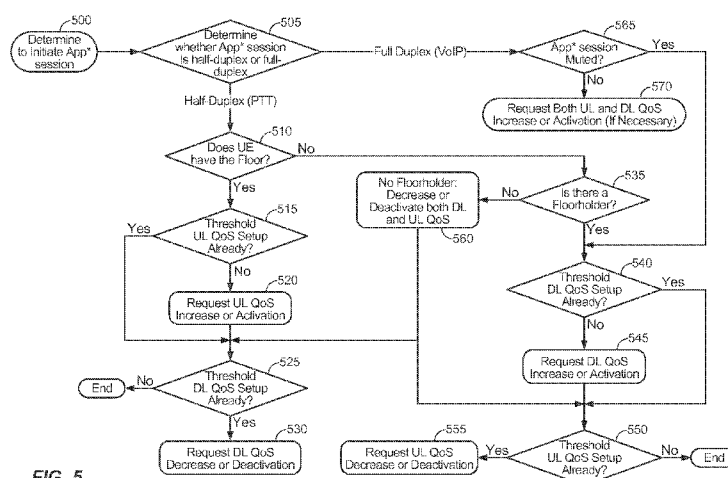 500
Determine
to Initiate App*
session
505
Determine
whether App* session
is half-duplex or full-
duplex
Full Duplex (VoIP)
565
App* session
Muted?
Yes
No
570
Request Both UL and DL QoS
Increase or Activation (If Necessary)
Half-Duplex (PTT)
510
Does UE
have the Floor?
No
Yes
535
Is there a
Floorholder?
No
Yes
No Floorholder:
Decrease or
Deactivate both DL
and UL QoS
560
515
Threshold
UL QoS Setup
Already?
Yes
No
520
Request UL QoS
Increase or Activation
540
Threshold
DL QoS Setup
Already?
Yes
No
545
Request DL QoS
Increase or Activation
525
Threshold
DL QoS Setup
Already?
No
End
Yes
530
Request DL QoS
Decrease or Deactivation
550
Threshold
UL QoS Setup
Already?
Yes
No
End
555
Request UL QoS
Decrease or Deactivation
FIG. 5